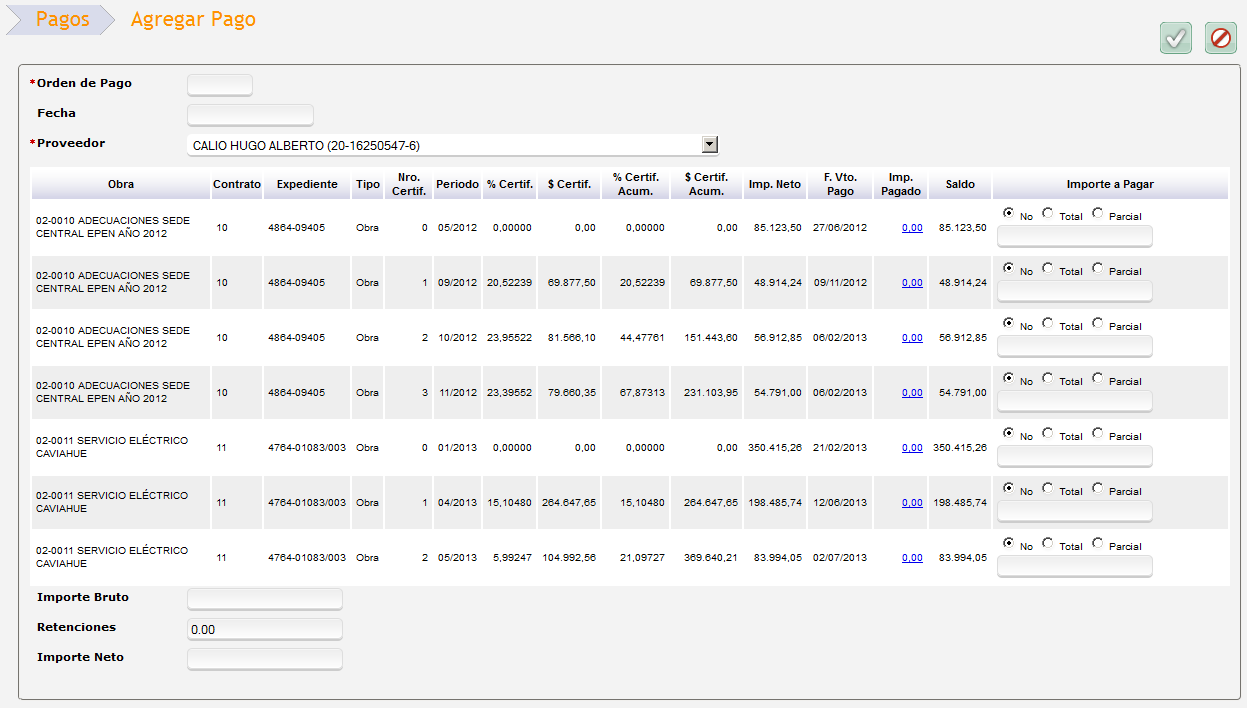 Pagos Agregar Pago
*Orden de Pago
Fecha
*Proveedor CALIO HUGO ALBERTO (20-16250547-6)
Obra Contrato Expediente Tipo Nro. Certif. Periodo % Certif. $ Certif. % Certif. Acum. $ Certif. Acum. Imp. Neto F. Vto. Pago Imp. Pagado Saldo Importe a Pagar
02-0010 ADECUACIONES SEDE CENTRAL EPEN AÑO 2012 10 4864-09405 Obra 0 05/2012 0,00000 0,00 0,00000 0,00 85.123,50 27/06/2012 0,00 85.123,50 No Total Parcial
02-0010 ADECUACIONES SEDE CENTRAL EPEN AÑO 2012 10 4864-09405 Obra 1 09/2012 20,52239 69.877,50 20,52239 69.877,50 48.914,24 09/11/2012 0,00 48.914,24 No Total Parcial
02-0010 ADECUACIONES SEDE CENTRAL EPEN AÑO 2012 10 4864-09405 Obra 2 10/2012 23,95522 81.566,10 44,47761 151.443,60 56.912,85 06/02/2013 0,00 56.912,85 No Total Parcial
02-0010 ADECUACIONES SEDE CENTRAL EPEN AÑO 2012 10 4864-09405 Obra 3 11/2012 23,39552 79.660,35 67,87313 231.103,95 54.791,00 06/02/2013 0,00 54.791,00 No Total Parcial
02-0011 SERVICIO ELÉCTRICO CAVIAHUE 11 4764-01083/003 Obra 0 01/2013 0,00000 0,00 0,00000 0,00 350.415,26 21/02/2013 0,00 350.415,26 No Total Parcial
02-0011 SERVICIO ELÉCTRICO CAVIAHUE 11 4764-01083/003 Obra 1 04/2013 15,10480 264.647,65 15,10480 264.647,65 198.485,74 12/06/2013 0,00 198.485,74 No Total Parcial
02-0011 SERVICIO ELÉCTRICO CAVIAHUE 11 4764-01083/003 Obra 2 05/2013 5,99247 104.992,56 21,09727 369.640,21 83.994,05 02/07/2013 0,00 83.994,05 No Total Parcial
Importe Bruto
Retenciones 0.00
Importe Neto